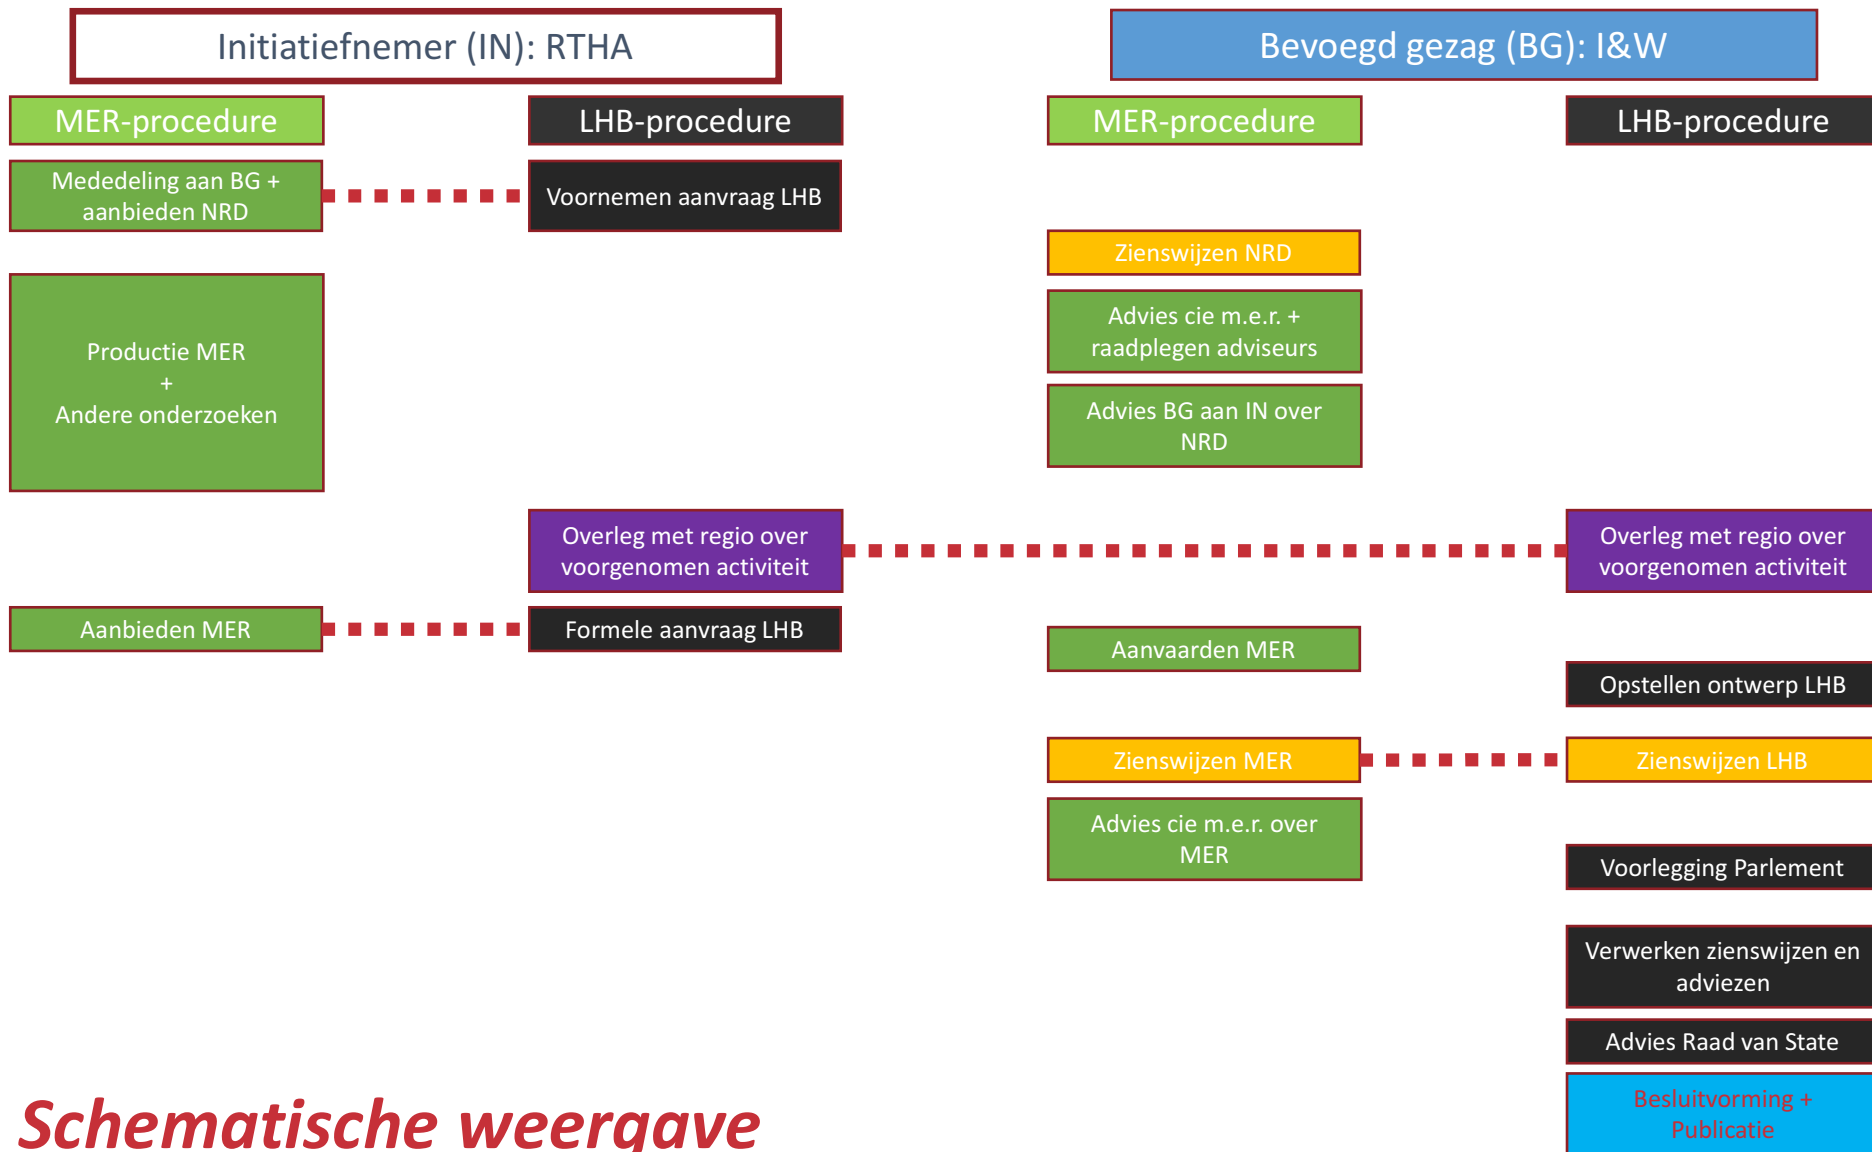 Initiatiefnemer (IN): RTHA
Bevoegd gezag (BG): I&W
MER-procedure
LHB-procedure
MER-procedure
LHB-procedure
Mededeling aan BG +
aanbieden NRD
Voornemen aanvraag LHB
Zienswijzen NRD
Productie MER
+
Andere onderzoeken
Advies cie m.e.r. +
raadplegen adviseurs
Advies BG aan IN over
NRD
Overleg met regio over
voorgenomen activiteit
Overleg met regio over
voorgenomen activiteit
Aanbieden MER
Formele aanvraag LHB
Aanvaarden MER
Opstellen ontwerp LHB
Zienswijzen MER
Zienswijzen LHB
Advies cie m.e.r. over
MER
Voorlegging Parlement
Verwerken zienswijzen en
adviezen
Advies Raad van State
Besluitvorming +
Publicatie
Schematische weergave